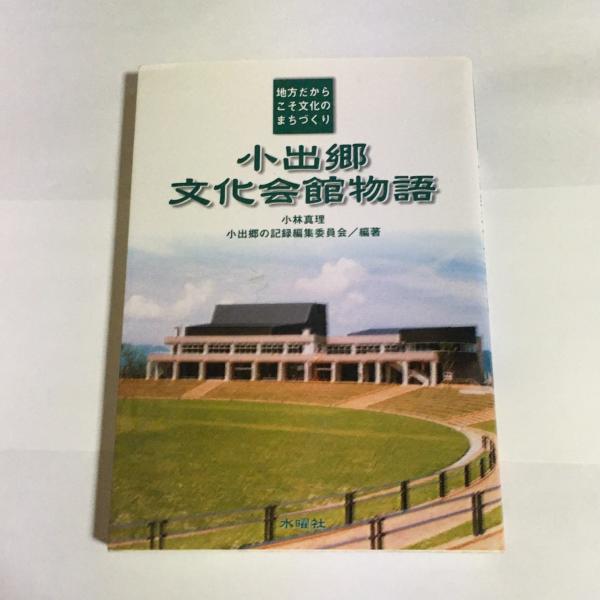 地方だから
こそ文化の
まちづくり
小出郷
文化会館物語
小林真理
小出郷の記録編集委員会／編著
水曜社